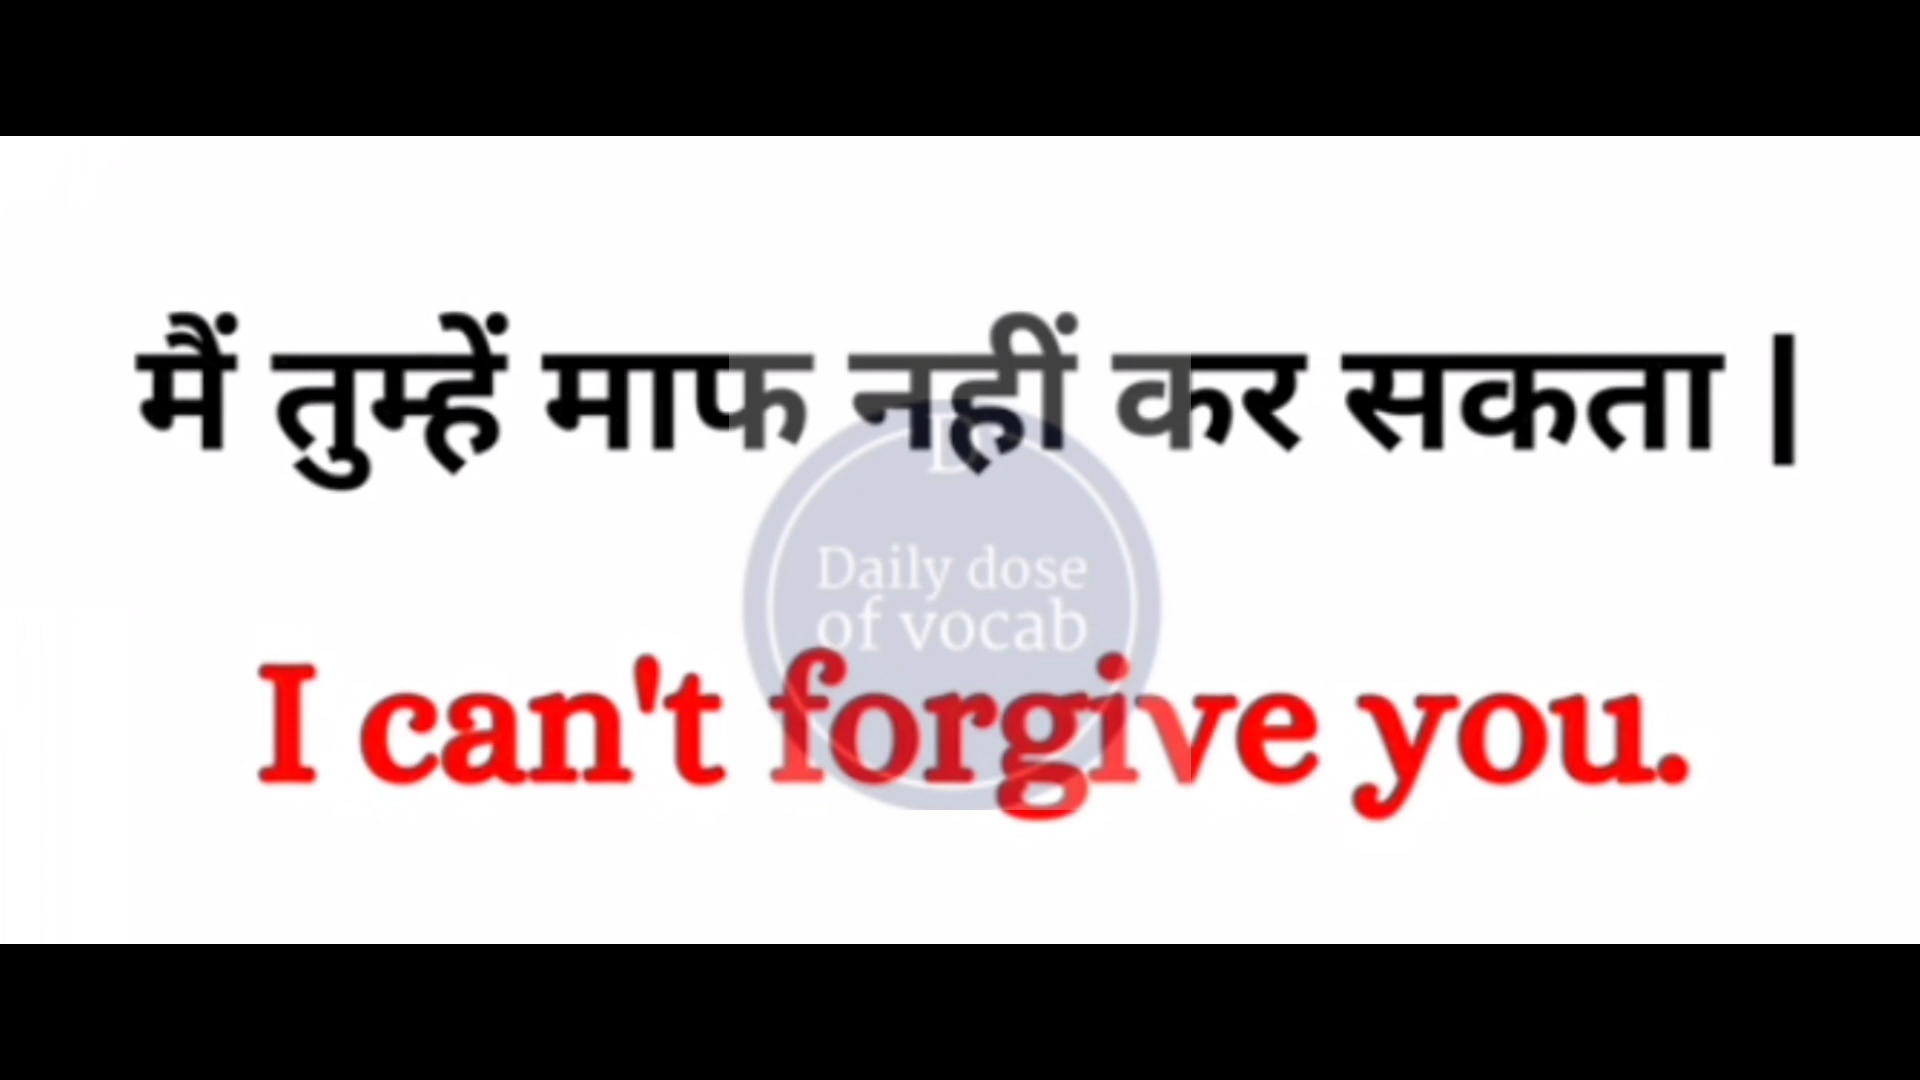 मैं तुम्हें माफ नहीं कर सकता |
D
Daily dose
of vocab
I can't forgive you.